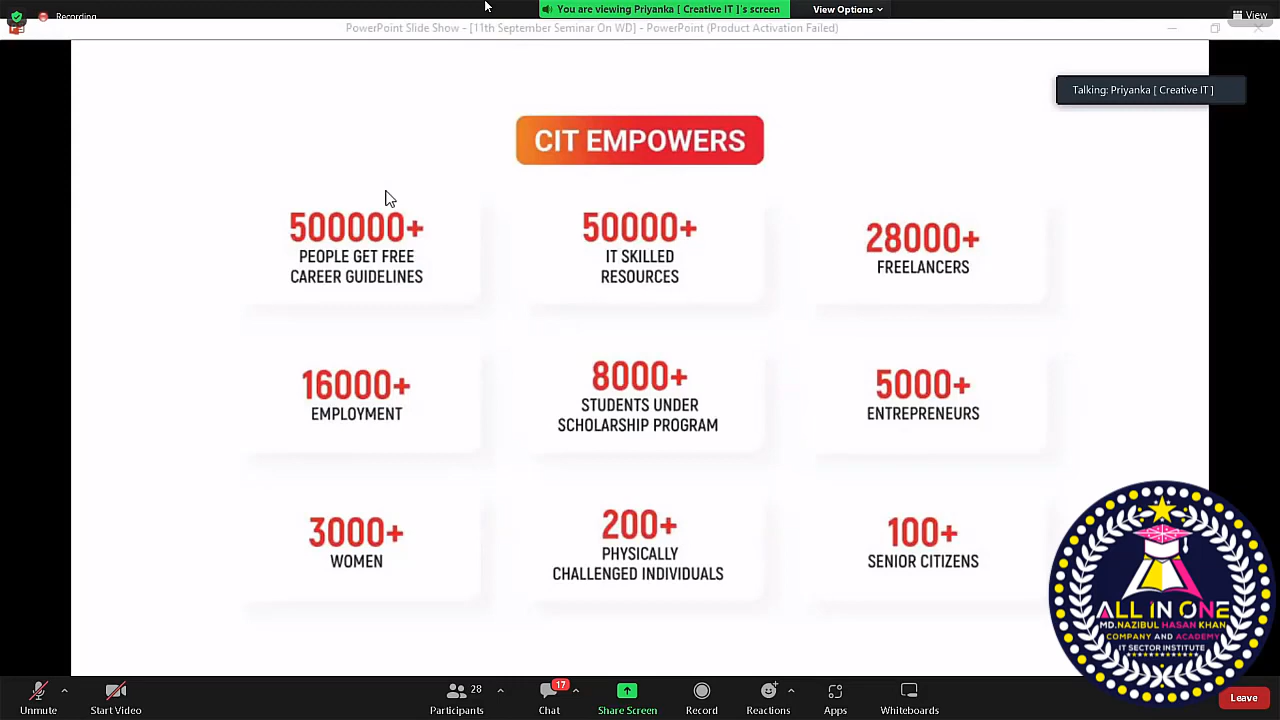 Recording
You are viewing Priyanka [ Creative IT ]'s screen
View Options
View
PowerPoint Slide Show - [11th September Seminar On WD] - PowerPoint (Product Activation Failed)
Talking: Priyanka [ Creative IT ]
CIT EMPOWERS
500000+
PEOPLE GET FREE
CAREER GUIDELINES
50000+
IT SKILLED
RESOURCES
28000+
FREELANCERS
16000+
EMPLOYMENT
8000+
STUDENTS UNDER
SCHOLARSHIP PROGRAM
5000+
ENTREPRENEURS
3000+
WOMEN
200+
PHYSICALLY
CHALLENGED INDIVIDUALS
100+
SENIOR CITIZENS
ALL IN ONE
MD.NAZIBUL HASAN KHAN
COMPANY AND ACADEMY
IT SECTOR INSTITUTE
Unmute
Start Video
28
Participants
17
Chat
Share Screen
Record
Reactions
Apps
Whiteboards
Leave